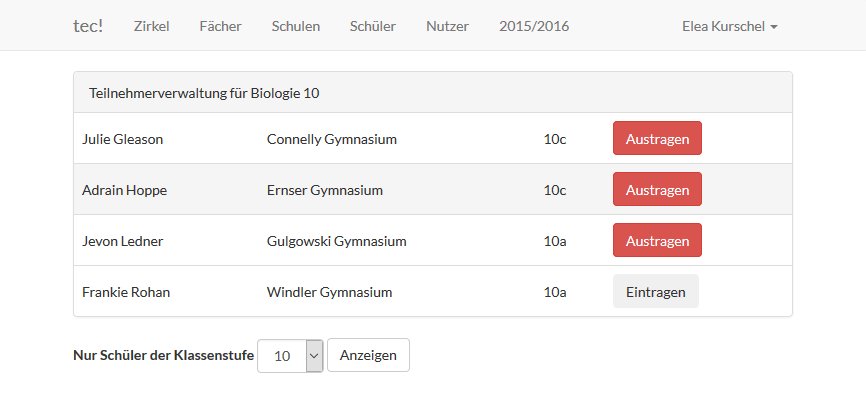 tec! Zirkel Fächer Schulen Schüler Nutzer 2015/2016 Elea Kurschel
Teilnehmerverwaltung für Biologie 10
Julie Gleason Connelly Gymnasium 10c Austragen
Adrain Hoppe Ernser Gymnasium 10c Austragen
Jevon Ledner Gulgowski Gymnasium 10a Austragen
Frankie Rohan Windler Gymnasium 10a Eintragen
Nur Schüler der Klassenstufe 10 Anzeigen